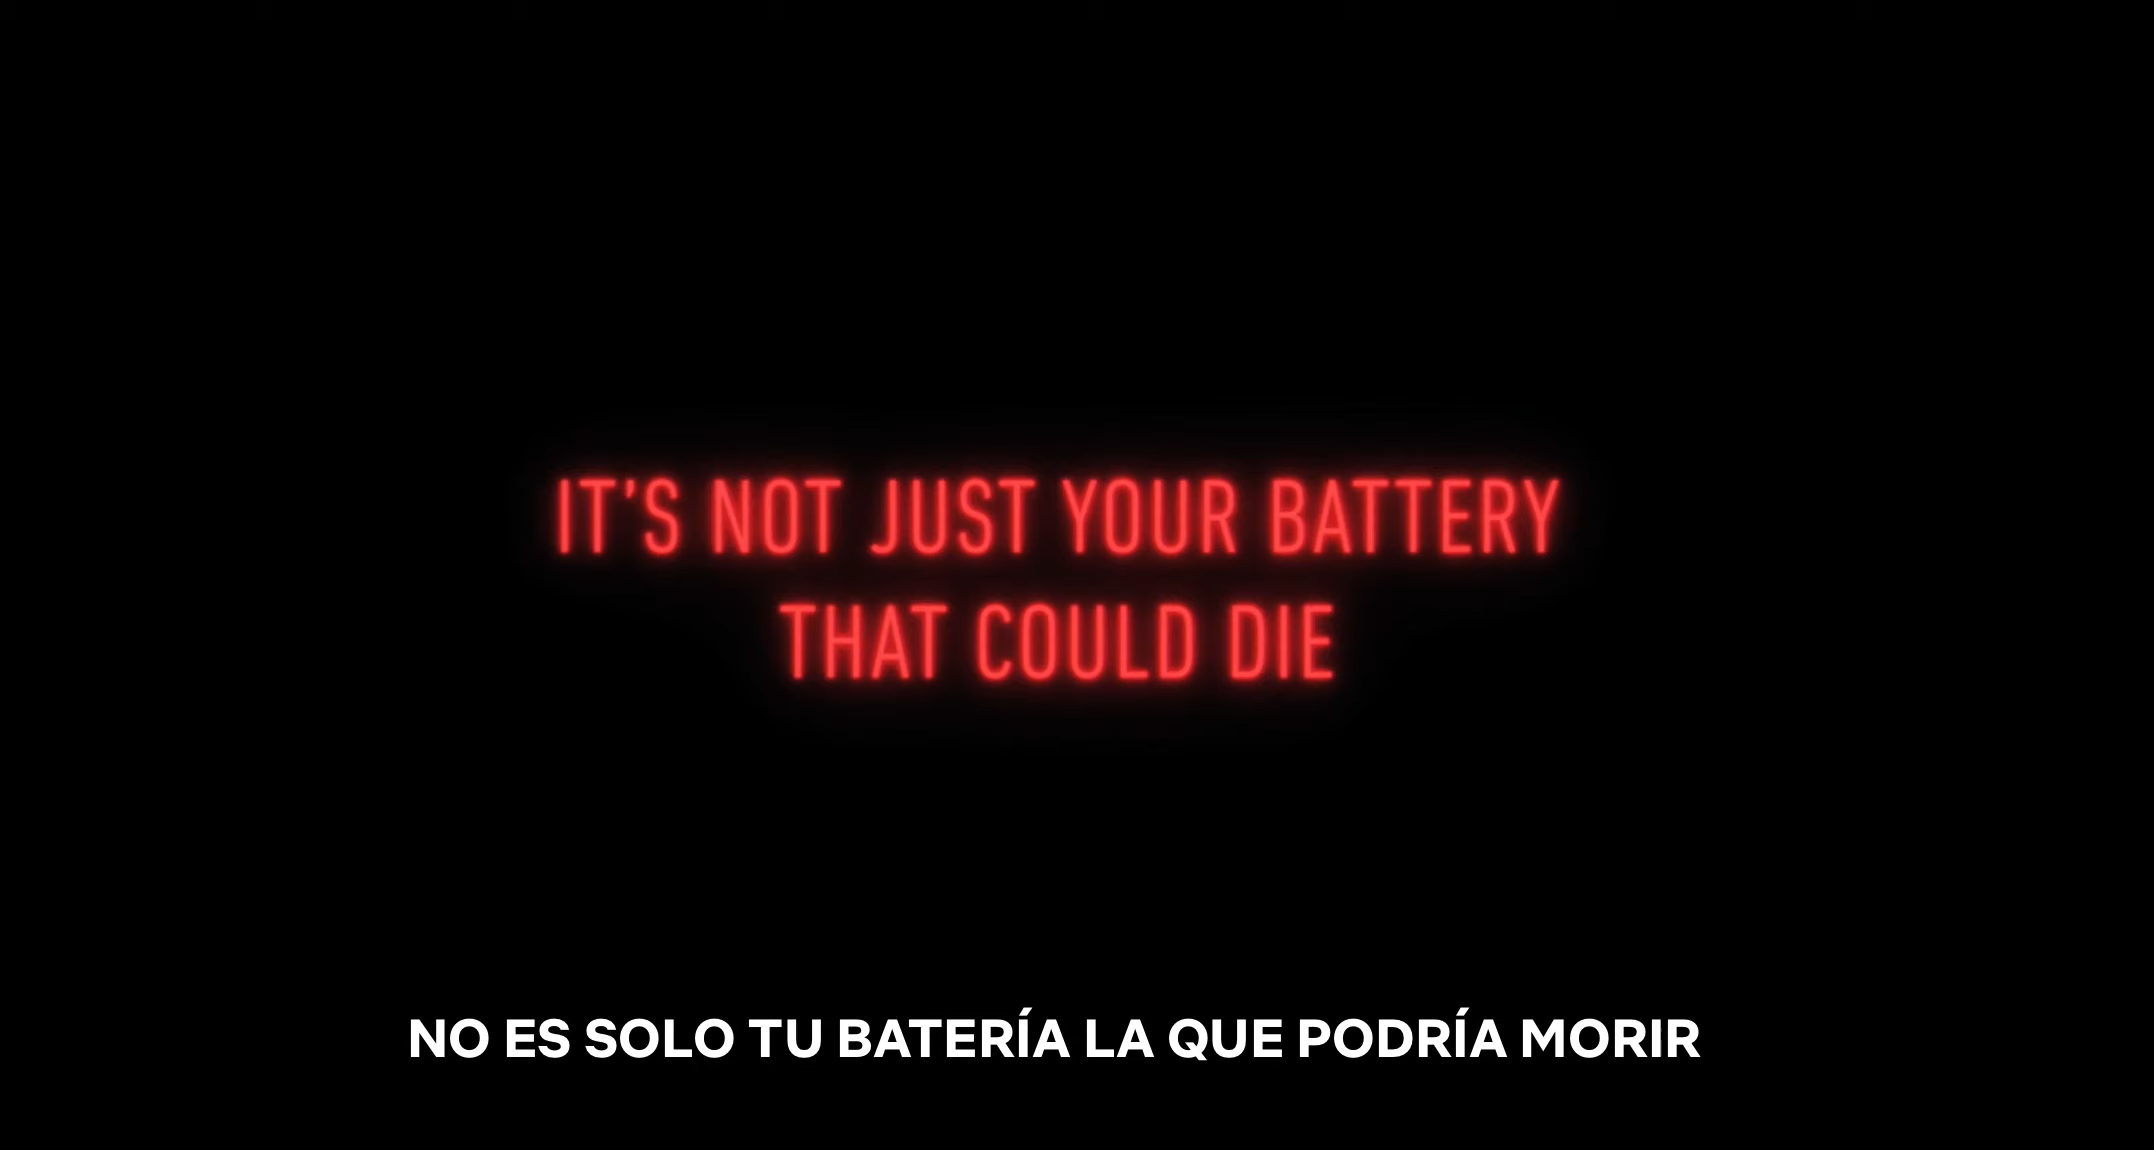 IT'S NOT JUST YOUR BATTERY
THAT COULD DIE
NO ES SOLO TU BATERÍA LA QUE PODRÍA MORIR